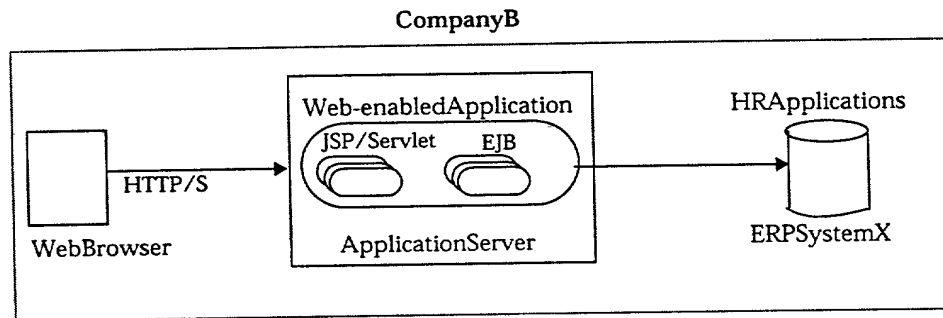 CompanyB
Web-enabledApplication
HRApplications
JSP/Servlet
EJB
HTTP/S
WebBrowser
ApplicationServer
ERPSystemX